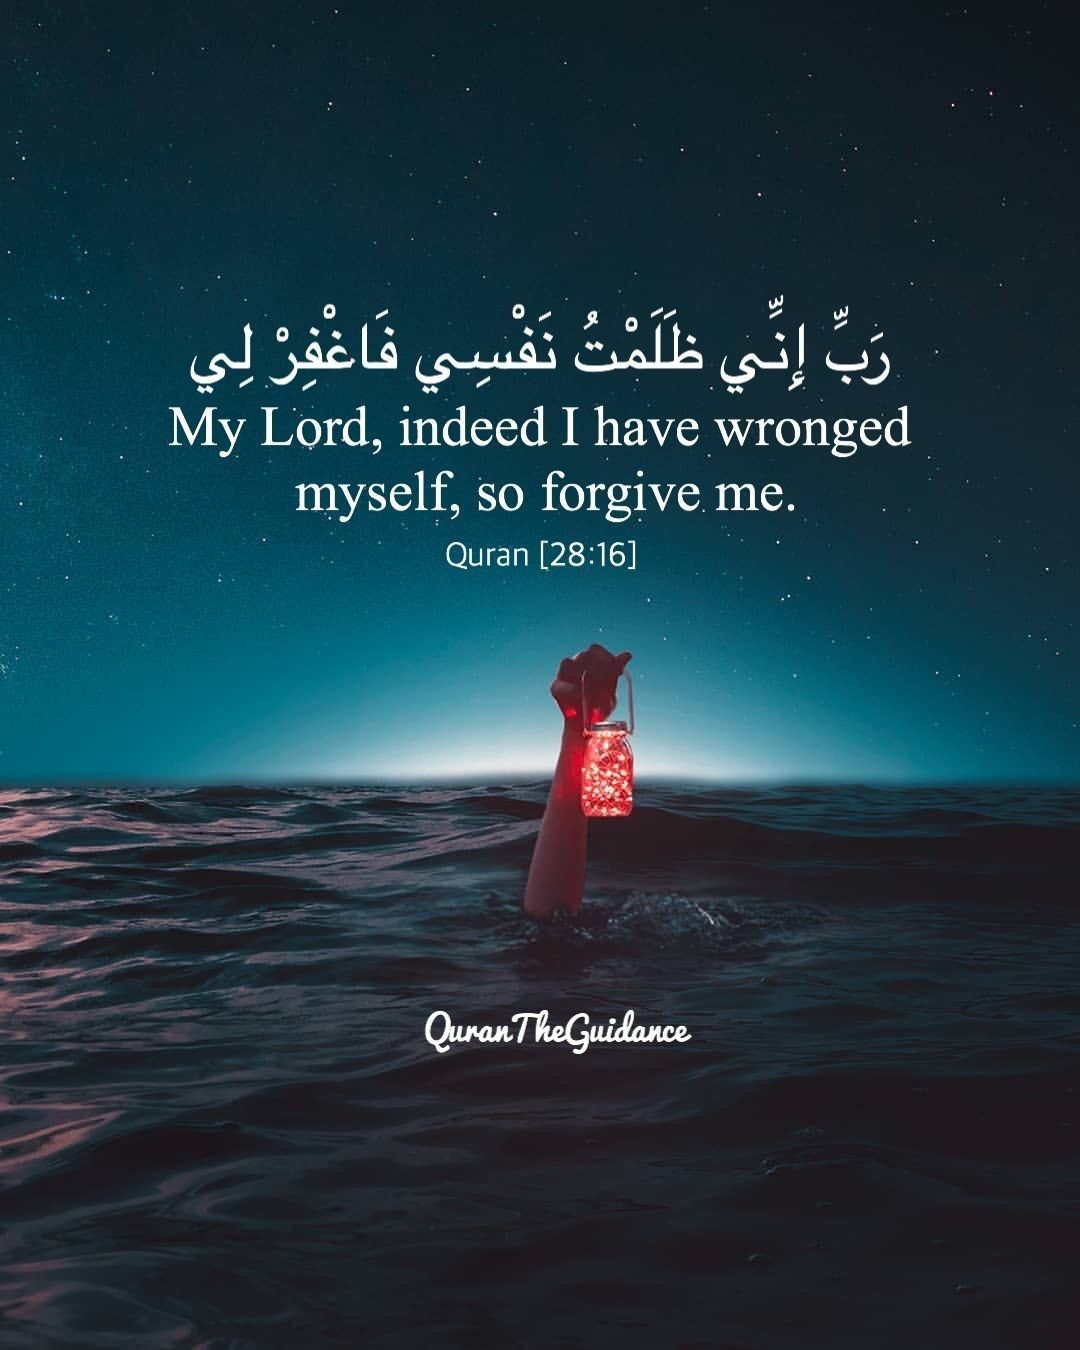 رَبِّ إِنِّي ظَلَمْتُ نَفْسِي فَاغْفِرْ لِي
My Lord, indeed I have wronged
myself, so forgive me.
Quran [28:16]
QuranTheGuidance